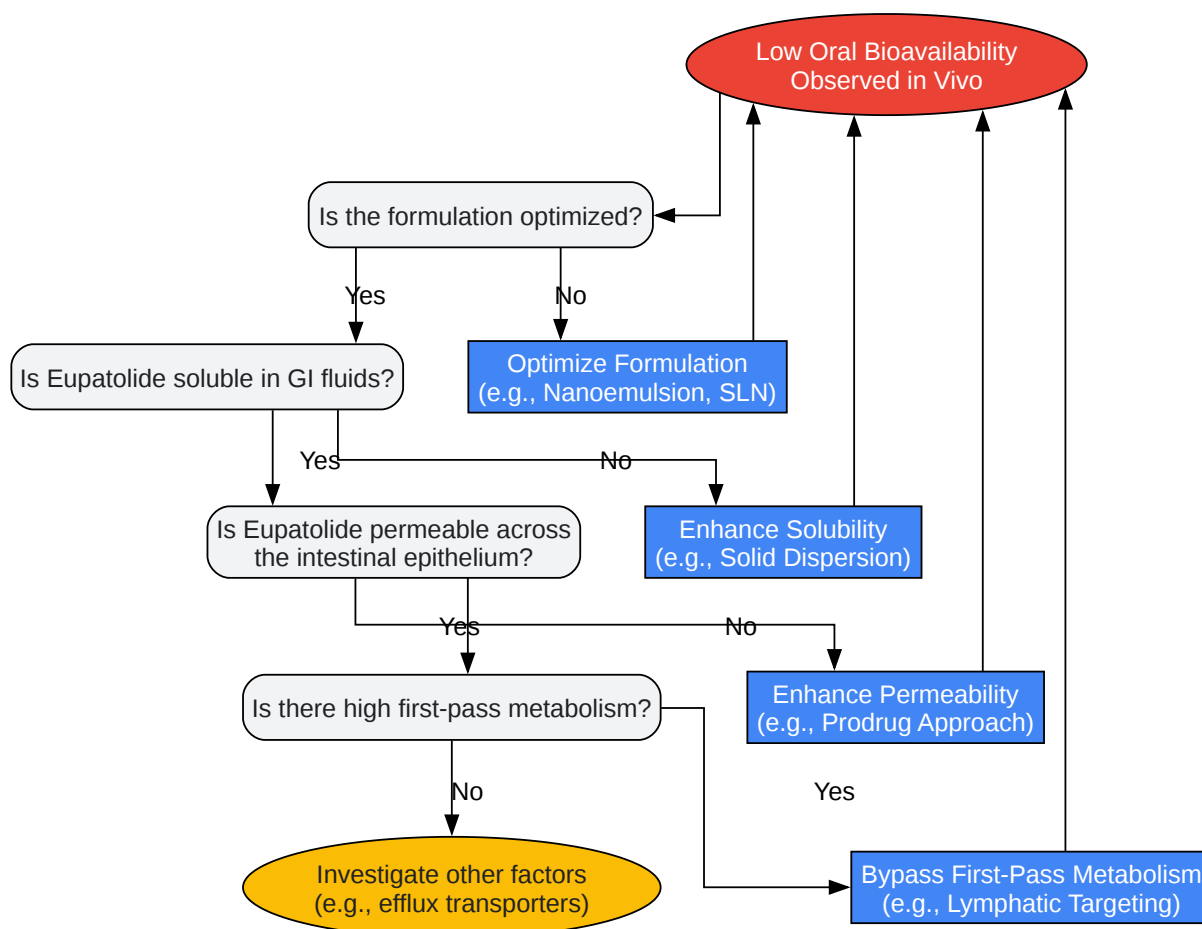 Low Oral Bioavailability
Observed in Vivo
Is the formulation optimized?
Yes
No
Is Eupatolide soluble in GI fluids?
Optimize Formulation
(e.g., Nanoemulsion, SLN)
Yes
No
Is Eupatolide permeable across
the intestinal epithelium?
Enhance Solubility
(e.g., Solid Dispersion)
Yes
No
Is there high first-pass metabolism?
Enhance Permeability
(e.g., Prodrug Approach)
No
Yes
Investigate other factors
(e.g., efflux transporters)
Bypass First-Pass Metabolism
(e.g., Lymphatic Targeting)